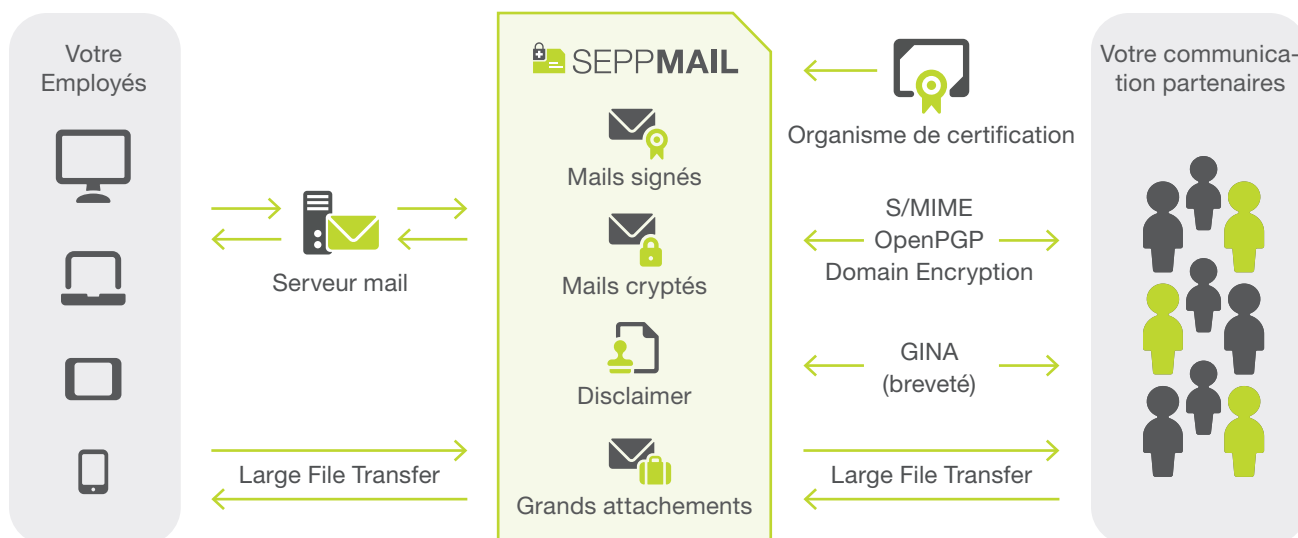 Votre
Employés
Serveur mail
Large File Transfer
SEPPMAIL
Mails signés
Mails cryptés
Disclaimer
Grands attachements
Organisme de certification
S/MIME
OpenPGP
Domain Encryption
GINA
(breveté)
Large File Transfer
Votre communica-
tion partenaires